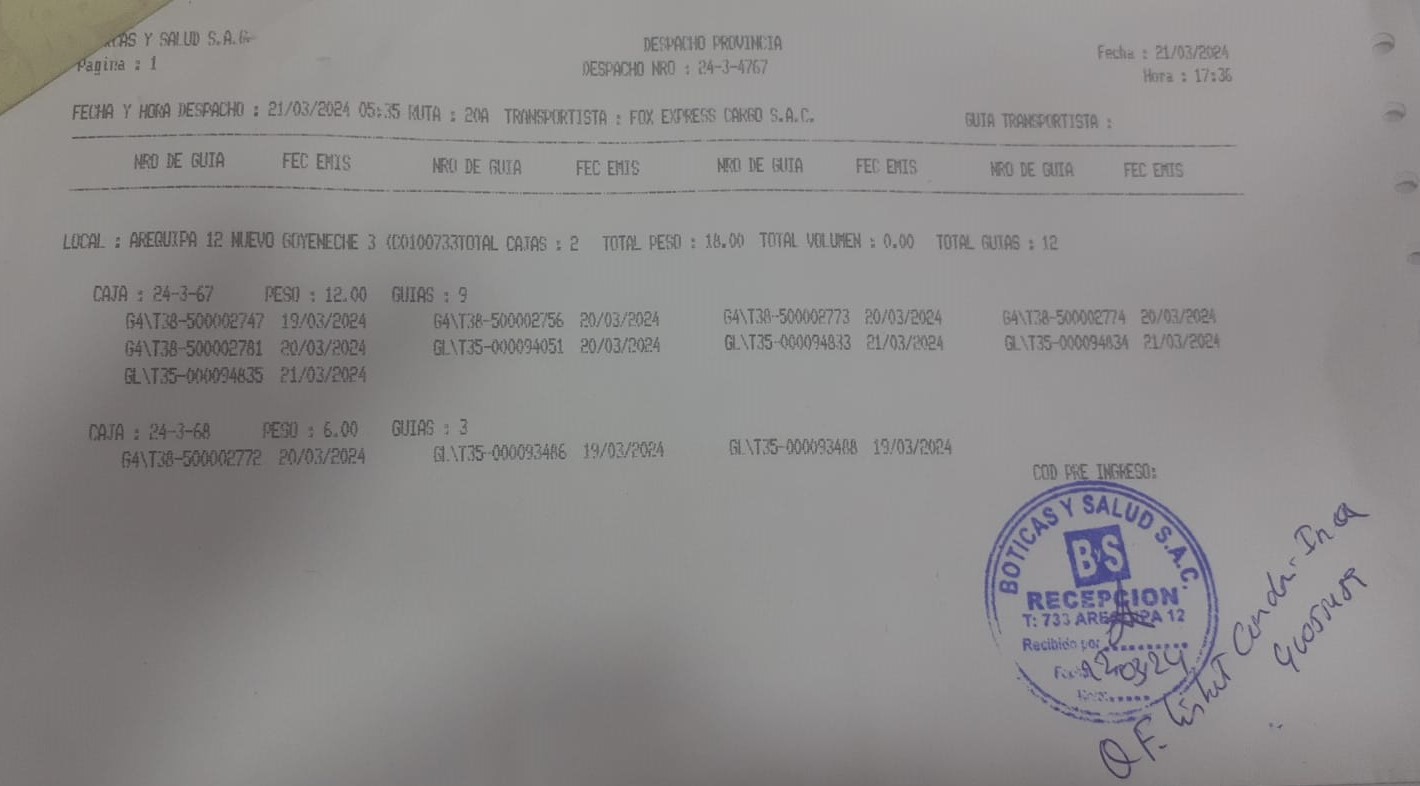 CAS Y SALUD S.A.C.
Pagina : 1
DESPACHO PROVINCIA
DESPACHO NRO : 24-3-4767
Fecha : 21/03/2024
Hora : 17:36
FECHA Y HORA DESPACHO : 21/03/2024 05:35 RUTA : 20A TRANSPORTISTA : FOX EXPRESS CARGO S.A.C. GUIA TRANSPORTISTA :
NRO DE GUIA FEC EMIS NRO DE GUIA FEC EMIS NRO DE GUIA FEC EMIS NRO DE GUIA FEC EMIS
LOCAL : AREQUIPA 12 NUEVO GOYENECHE 3 (C0100733TOTAL CAJAS : 2 TOTAL PESO : 18.00 TOTAL VOLUMEN : 0.00 TOTAL GUIAS : 12
CAJA : 24-3-67 PESO : 12.00 GUIAS : 9
G4\T38-500002747 19/03/2024 G4\T38-500002756 20/03/2024 G4\T38-500002773 20/03/2024 G4\T38-500002774 20/03/2024
G4\T38-500002781 20/03/2024 GL\T35-000094051 20/03/2024 GL\T35-000094833 21/03/2024 GL\T35-000094834 21/03/2024
GL\T35-000094835 21/03/2024
CAJA : 24-3-68 PESO : 6.00 GUIAS : 3
G4\T38-500002772 20/03/2024 GL\T35-000093486 19/03/2024 GL\T35-000093488 19/03/2024
COD PRE INGRESO:
BOTICAS Y SALUD S.A.C.
B S
RECEPCION
T: 733 AREQUIPA 12
Recibido por
Q.F.